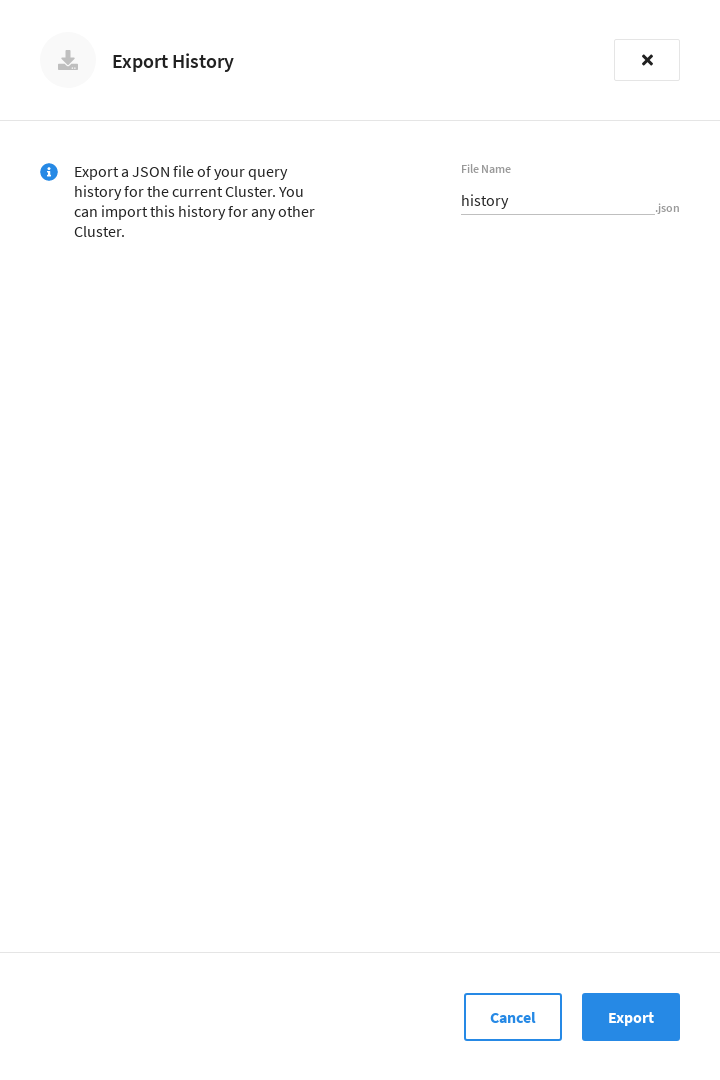 Export History
Export a JSON file of your query
history for the current Cluster. You
can import this history for any other
Cluster.
File Name
history
.json
Cancel
Export